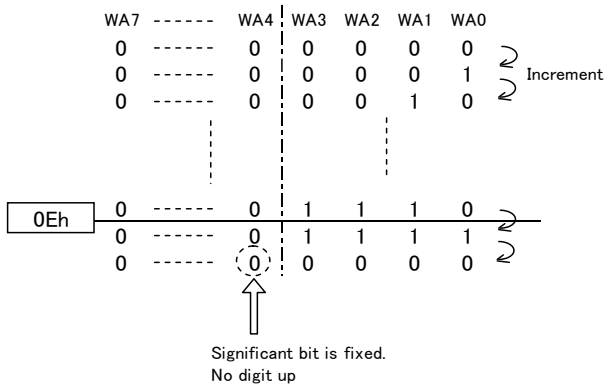 WA7 ------ WA4 WA3 WA2 WA1 WA0
0 ------ 0 0 0 0 0
0 ------ 0 0 0 0 1 Increment
0 ------ 0 0 0 1 0
0 ------ 0 1 1 1 0
0Eh
0 ------ 0 1 1 1 1
0 ------ 0 0 0 0 0
Significant bit is fixed.
No digit up